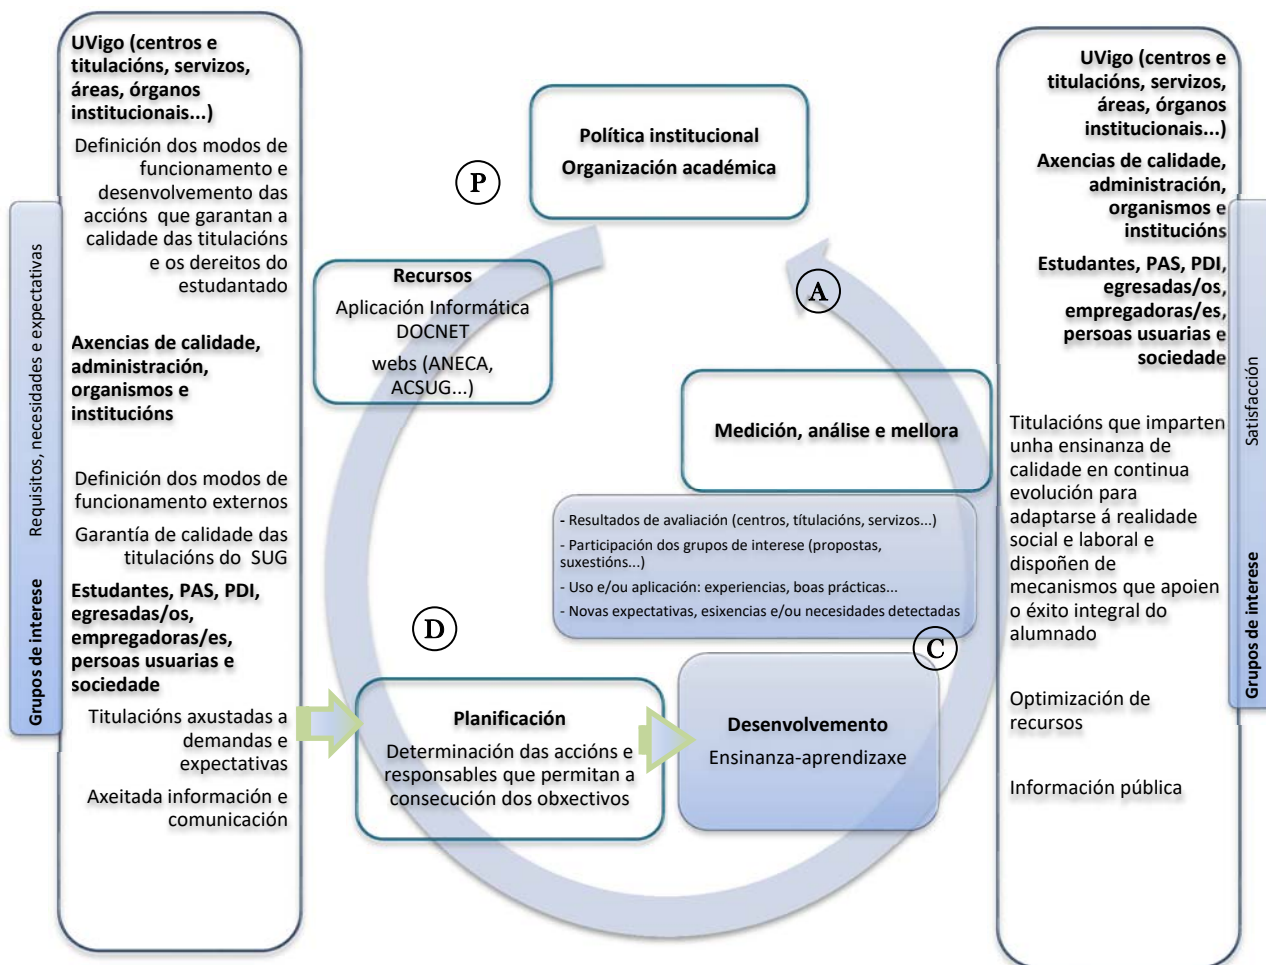 Grupos de interese
Requisitos, necesidades e expectativas
UVigo (centros e
titulacións, servizos,
áreas, órganos
institucionais...)
Definición dos modos de
funcionamento e
desenvolvemento das
accións que garantan a
calidade das titulacións
e os dereitos do
estudantado
Axencias de calidade,
administración,
organismos e
institucións
Definición dos modos de
funcionamento externos
Garantía de calidade das
titulacións do SUG
Estudantes, PAS, PDI,
egresadas/os,
empregadoras/es,
persoas usuarias e
sociedade
Titulacións axustadas a
demandas e
expectativas
Axeitada información e
comunicación
P
Política institucional
Organización académica
Recursos
Aplicación Informática
DOCNET
webs (ANECA,
ACSUG...)
A
Medición, análise e mellora
- Resultados de avaliación (centros, títulacións, servizos...)
- Participación dos grupos de interese (propostas,
suxestións...)
- Uso e/ou aplicación: experiencias, boas prácticas...
- Novas expectativas, esixencias e/ou necesidades detectadas
D
C
Planificación
Determinación das accións e
responsables que permitan a
consecución dos obxectivos
Desenvolvemento
Ensinanza-aprendizaxe
UVigo (centros e
titulacións, servizos,
áreas, órganos
institucionais...)
Axencias de calidade,
administración,
organismos e
institucións
Estudantes, PAS, PDI,
egresadas/os,
empregadoras/es,
persoas usuarias e
sociedade
Titulacións que imparten
unha ensinanza de
calidade en continua
evolución para
adaptarse á realidade
social e laboral e
dispoñen de
mecanismos que apoien
o éxito integral do
alumnado
Optimización de
recursos
Información pública
Grupos de interese
Satisfacción